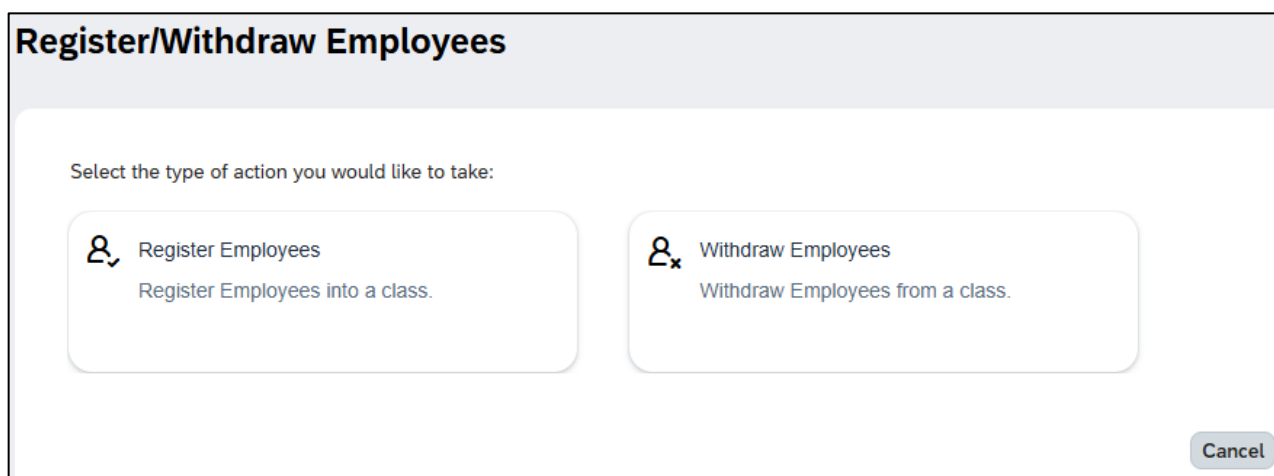 Register/Withdraw Employees
Select the type of action you would like to take:
Register Employees
Register Employees into a class.
Withdraw Employees
Withdraw Employees from a class.
Cancel